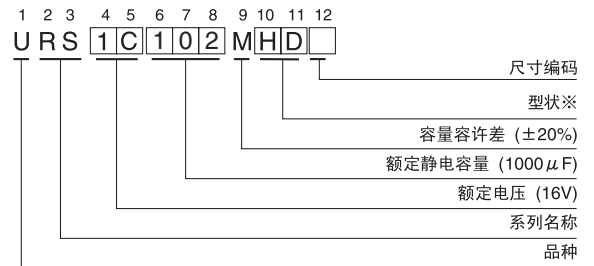 1 2 3 4 5 6 7 8 9 10 11 12
U R S 1 C 1 0 2 M H D
尺寸编码
型状※
容量容许差 (±20%)
额定静电容量 (1000μF)
额定电压 (16V)
系列名称
品种